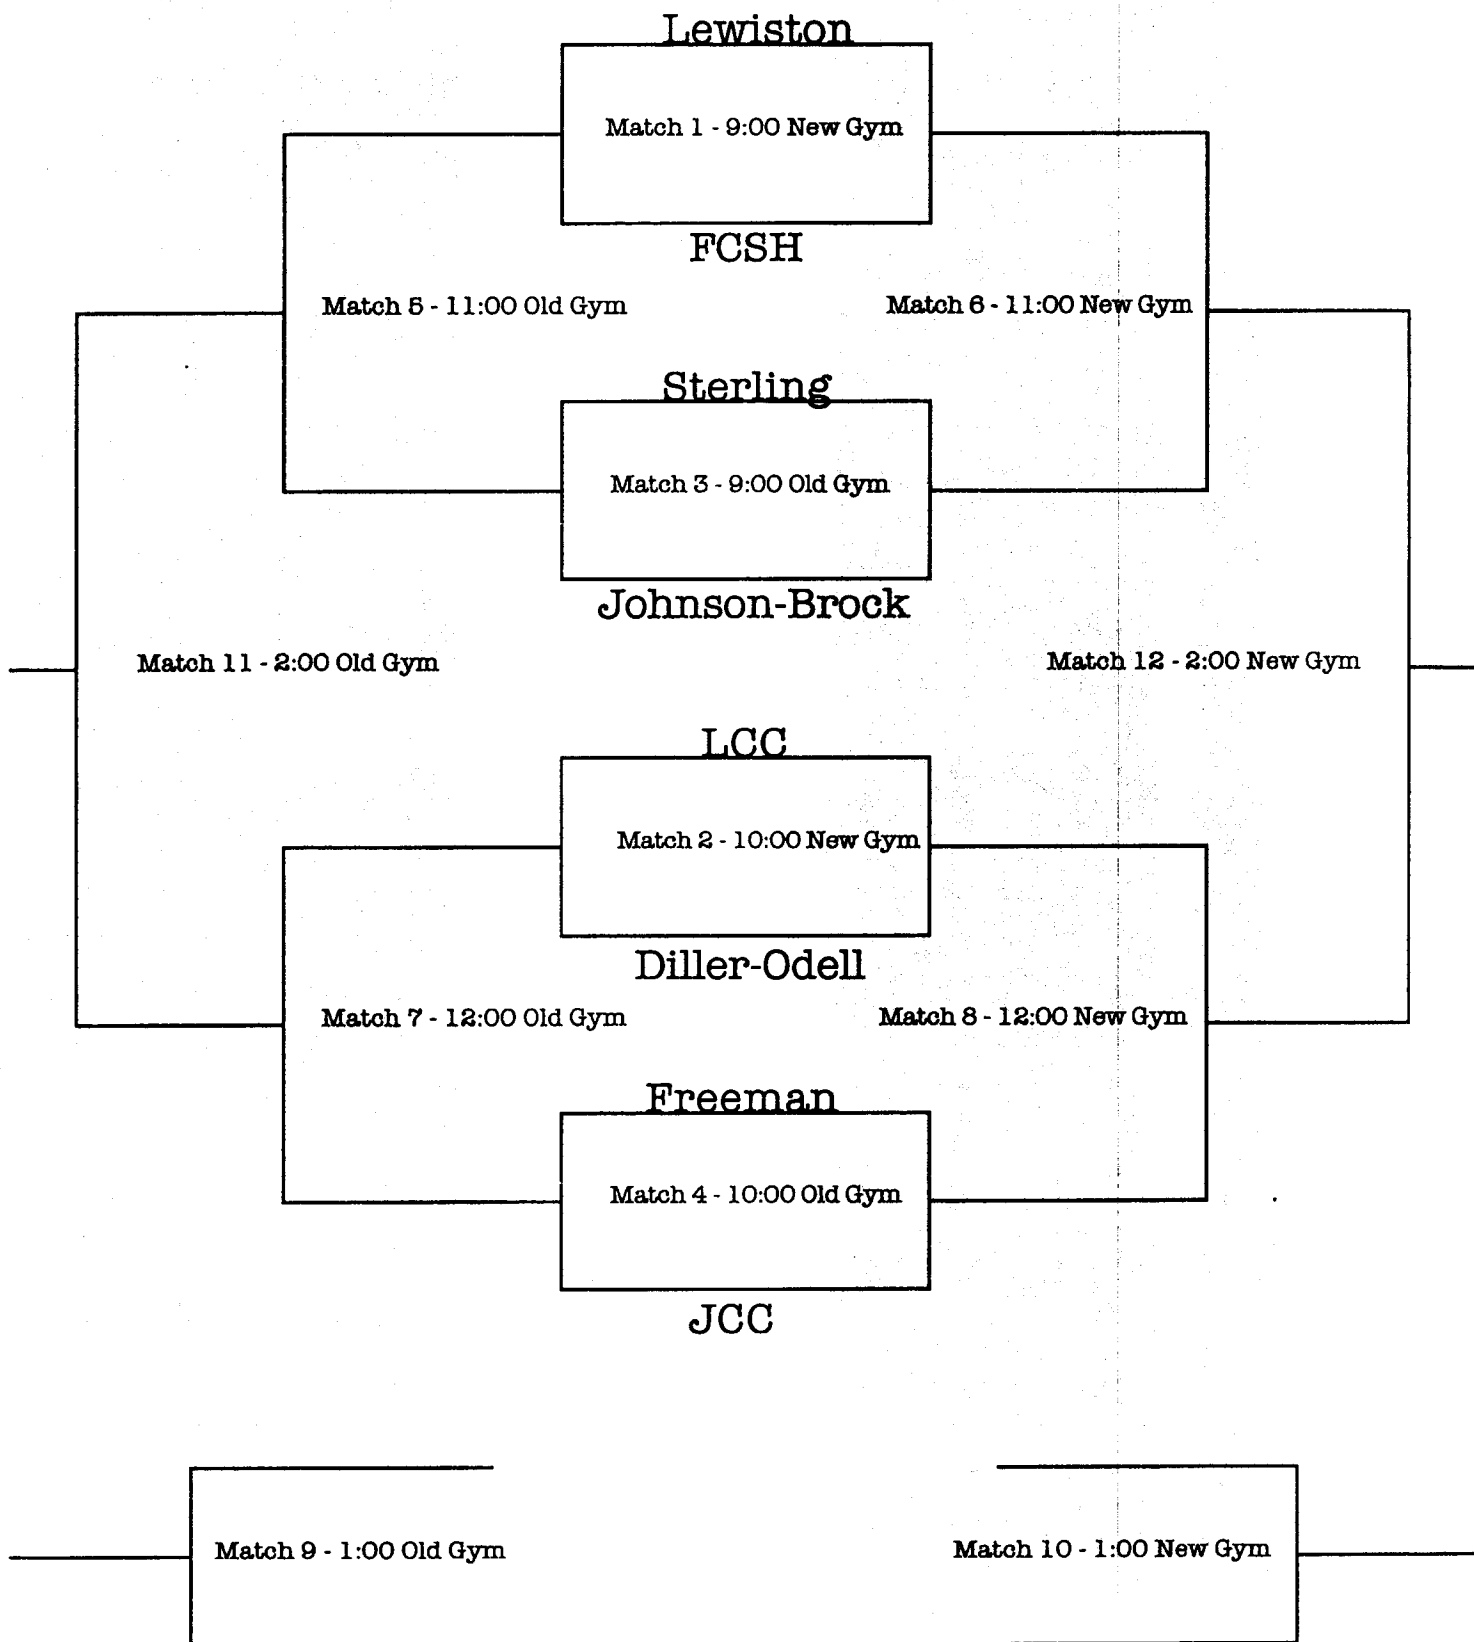 Lewiston
Match 1 - 9:00 New Gym
FCSH
Match 5 - 11:00 Old Gym
Match 6 - 11:00 New Gym
Sterling
Match 3 - 9:00 Old Gym
Johnson-Brock
Match 11 - 2:00 Old Gym
Match 12 - 2:00 New Gym
LCC
Match 2 - 10:00 New Gym
Diller-Odell
Match 7 - 12:00 Old Gym
Match 8 - 12:00 New Gym
Freeman
Match 4 - 10:00 Old Gym
JCC
Match 9 - 1:00 Old Gym
Match 10 - 1:00 New Gym